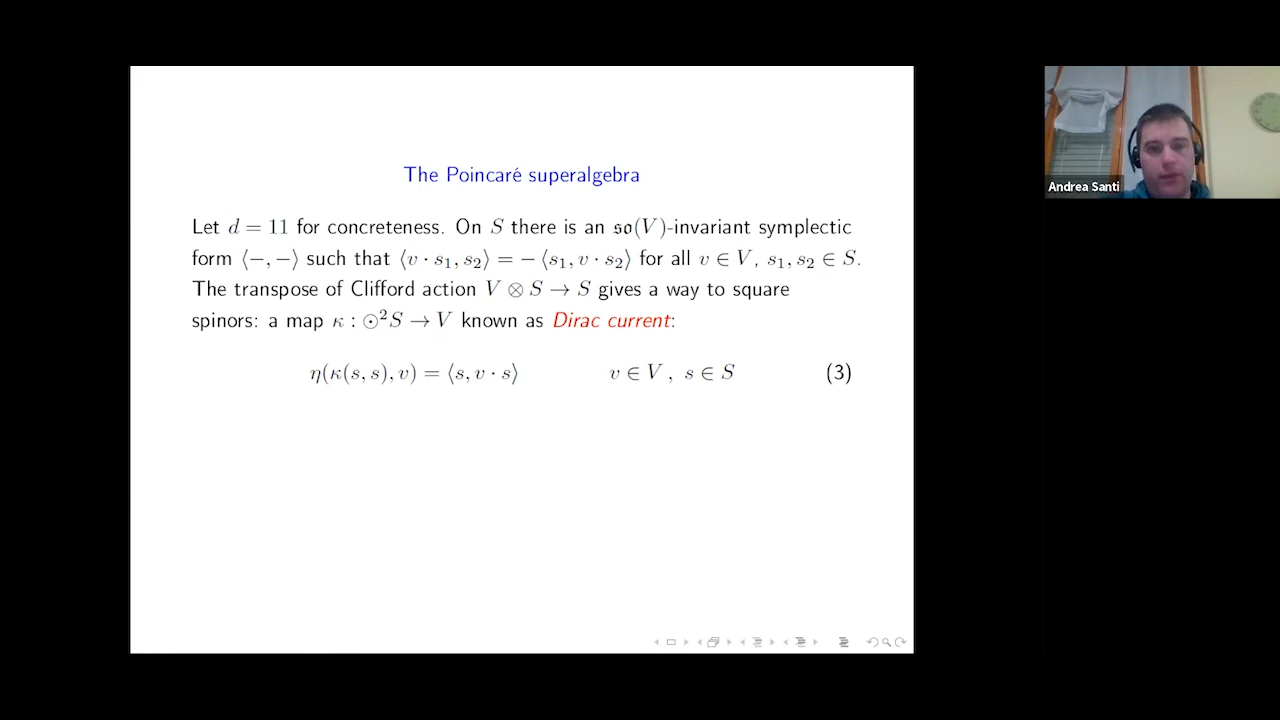 The Poincaré superalgebra
Let d = 11 for concreteness. On S there is an 𝔰𝔬(V)-invariant symplectic
form ⟨−, −⟩ such that ⟨v · s₁, s₂⟩ = − ⟨s₁, v · s₂⟩ for all v ∈ V, s₁, s₂ ∈ S.
The transpose of Clifford action V ⊗ S → S gives a way to square
spinors: a map κ : ⊙²S → V known as Dirac current:
η(κ(s, s), v) = ⟨s, v · s⟩ v ∈ V , s ∈ S (3)
Andrea Santi